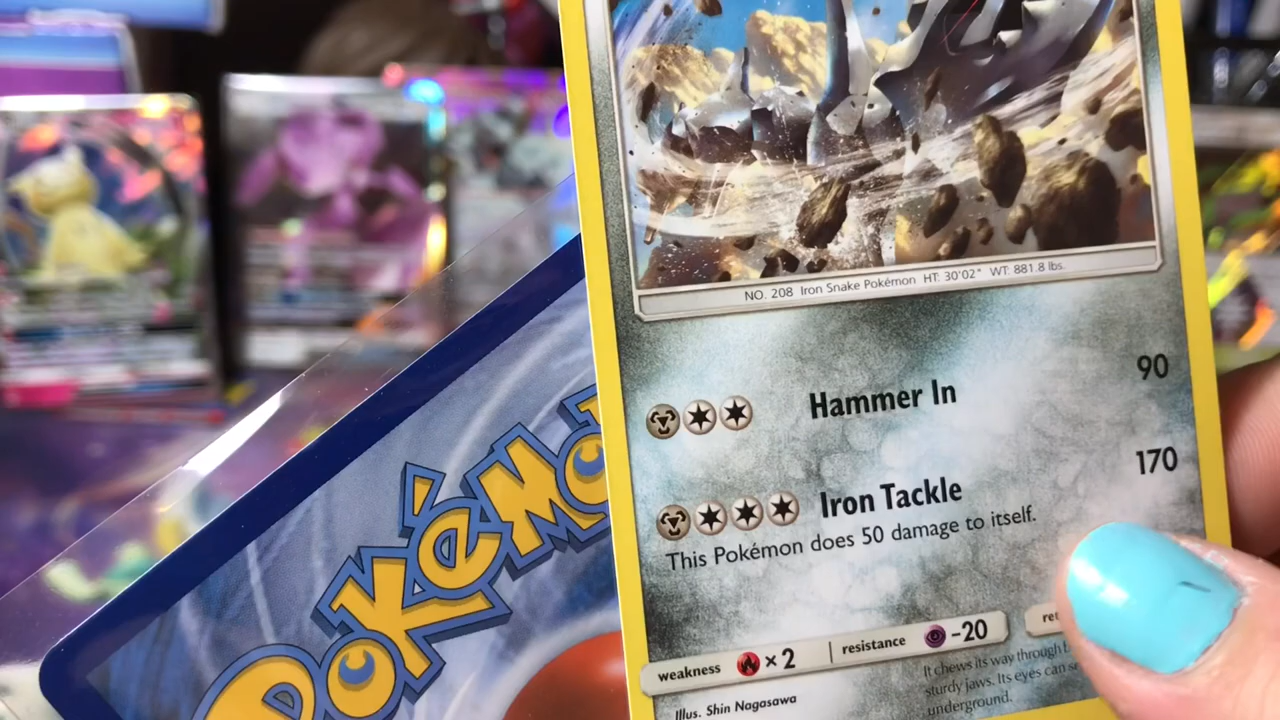 NO. 208 Iron Snake Pokémon HT: 30'02" WT: 881.8 lbs.
Hammer In 90
Iron Tackle 170
This Pokémon does 50 damage to itself.
weakness ×2 resistance -20 ret
It chews its way through b
sturdy jaws. Its eyes can se
underground.
Illus. Shin Nagasawa
POKéMO